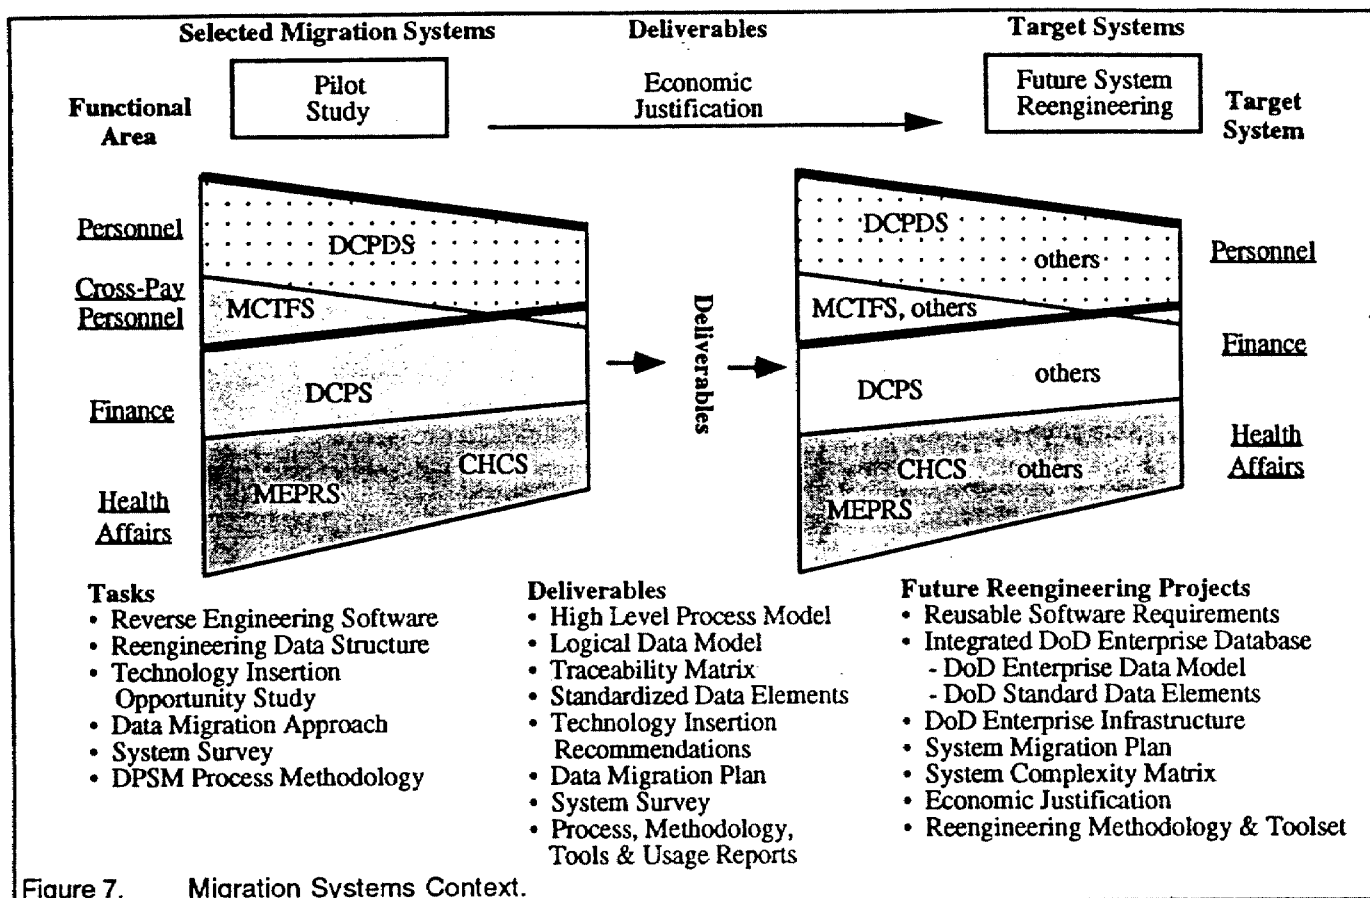 Selected Migration Systems
Deliverables
Target Systems
Pilot
Study
Economic
Justification
Future System
Reengineering
Functional
Area
Target
System
Personnel
Cross-Pay
Personnel
Finance
Health
Affairs
DCPDS
MCTFS
DCPS
CHCS
MEPRS
Deliverables
DCPDS
others
MCTFS, others
DCPS
others
CHCS
others
MEPRS
Personnel
Finance
Health
Affairs
Tasks
• Reverse Engineering Software
• Reengineering Data Structure
• Technology Insertion
Opportunity Study
• Data Migration Approach
• System Survey
• DPSM Process Methodology
Deliverables
• High Level Process Model
• Logical Data Model
• Traceability Matrix
• Standardized Data Elements
• Technology Insertion
Recommendations
• Data Migration Plan
• System Survey
• Process, Methodology,
Tools & Usage Reports
Future Reengineering Projects
• Reusable Software Requirements
• Integrated DoD Enterprise Database
- DoD Enterprise Data Model
- DoD Standard Data Elements
• DoD Enterprise Infrastructure
• System Migration Plan
• System Complexity Matrix
• Economic Justification
• Reengineering Methodology & Toolset
Figure 7. Migration Systems Context.